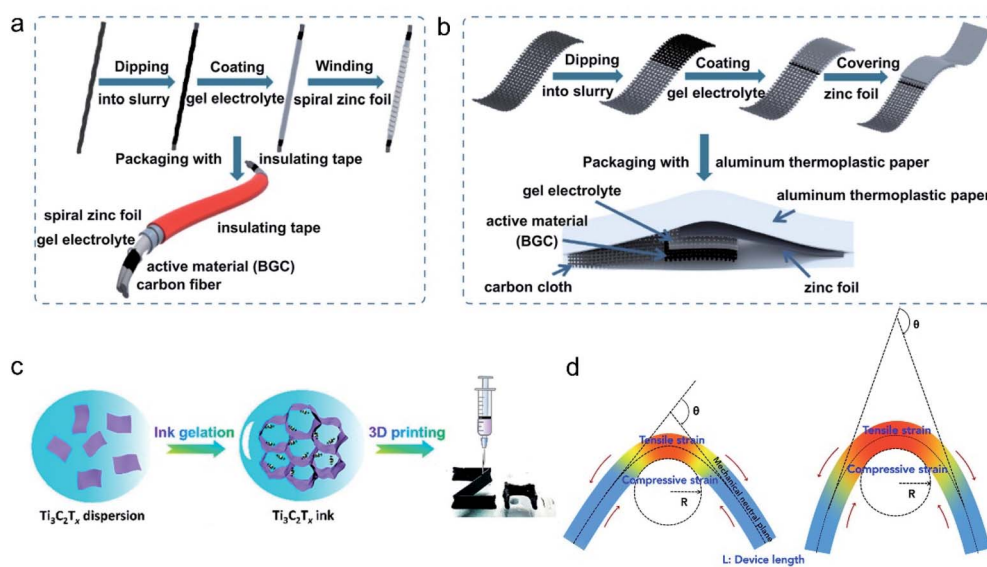 a
Dipping
into slurry
Coating
gel electrolyte
Winding
spiral zinc foil
Packaging with
insulating tape
spiral zinc foil
gel electrolyte
insulating tape
active material (BGC)
carbon fiber
b
Dipping
into slurry
Coating
gel electrolyte
Covering
zinc foil
Packaging with
aluminum thermoplastic paper
gel electrolyte
aluminum thermoplastic paper
active material
(BGC)
carbon cloth
zinc foil
c
Ink gelation
3D printing
Ti₃C₂Tₓ dispersion
Ti₃C₂Tₓ ink
d
θ
Tensile strain
Compressive strain
Mechanical neutral plane
R
θ
Tensile strain
Compressive strain
R
L: Device length